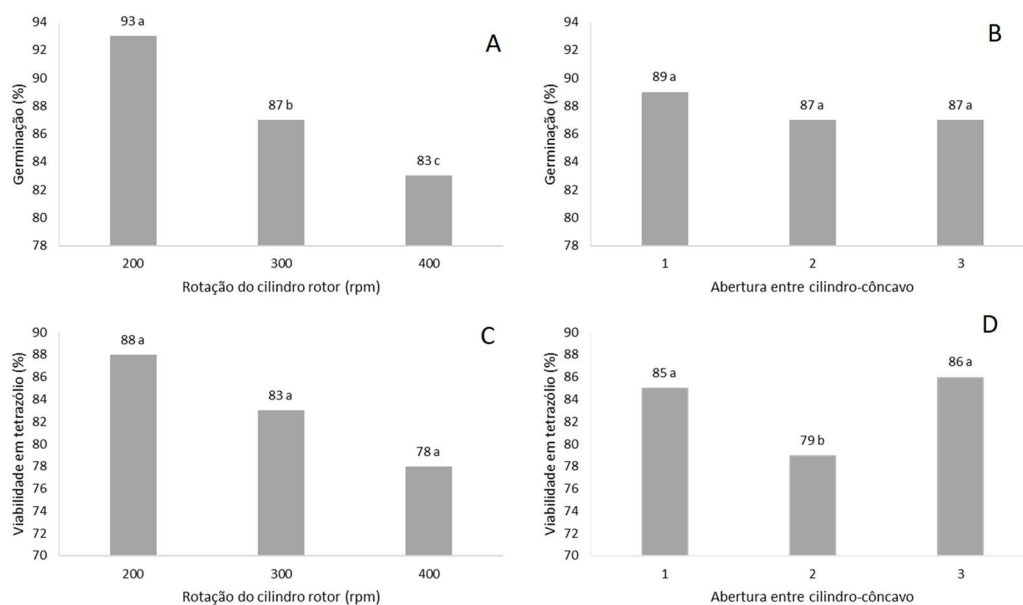 A
Germinação (%)
94
92
90
88
86
84
82
80
78
93 a
87 b
83 c
200 300 400
Rotação do cilindro rotor (rpm)
B
Germinação (%)
94
92
90
88
86
84
82
80
78
89 a
87 a
87 a
1 2 3
Abertura entre cilindro-côncavo
C
Viabilidade em tetrazólio (%)
90
88
86
84
82
80
78
76
74
72
70
88 a
83 a
78 a
200 300 400
Rotação do cilindro rotor (rpm)
D
Viabilidade em tetrazólio (%)
90
88
86
84
82
80
78
76
74
72
70
85 a
79 b
86 a
1 2 3
Abertura entre cilindro-côncavo